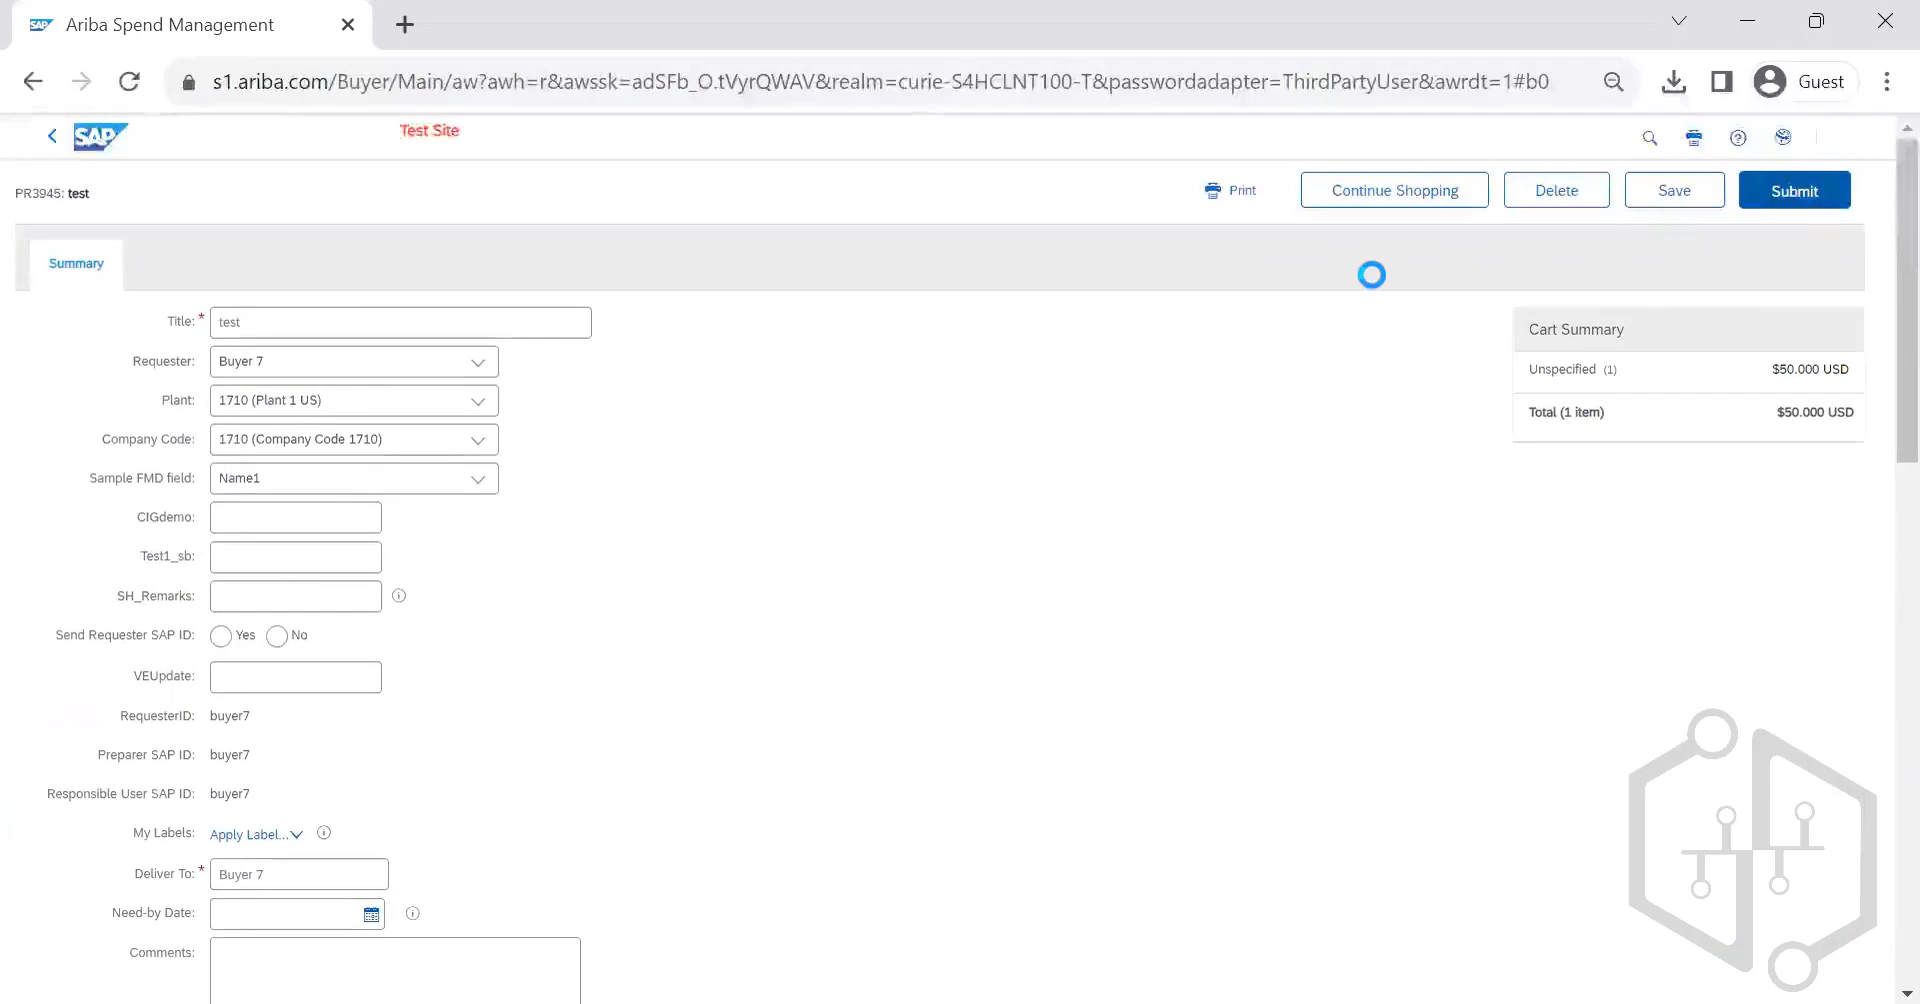 SAP Ariba Spend Management
s1.ariba.com/Buyer/Main/aw?awh=r&awssk=adSFb_O.tVyrQWAV&realm=curie-S4HCLNT100-T&passwordadapter=ThirdPartyUser&awrdt=1#b0
Guest
SAP
Test Site
PR3945: test
Print
Continue Shopping
Delete
Save
Submit
Summary
Title:* test
Requester: Buyer 7
Plant: 1710 (Plant 1 US)
Company Code: 1710 (Company Code 1710)
Sample FMD field: Name1
CIGdemo:
Test1_sb:
SH_Remarks:
Send Requester SAP ID: Yes No
VEUpdate:
RequesterID: buyer7
Preparer SAP ID: buyer7
Responsible User SAP ID: buyer7
My Labels: Apply Label...
Deliver To:* Buyer 7
Need-by Date:
Comments:
Cart Summary
Unspecified (1) $50.000 USD
Total (1 item) $50.000 USD